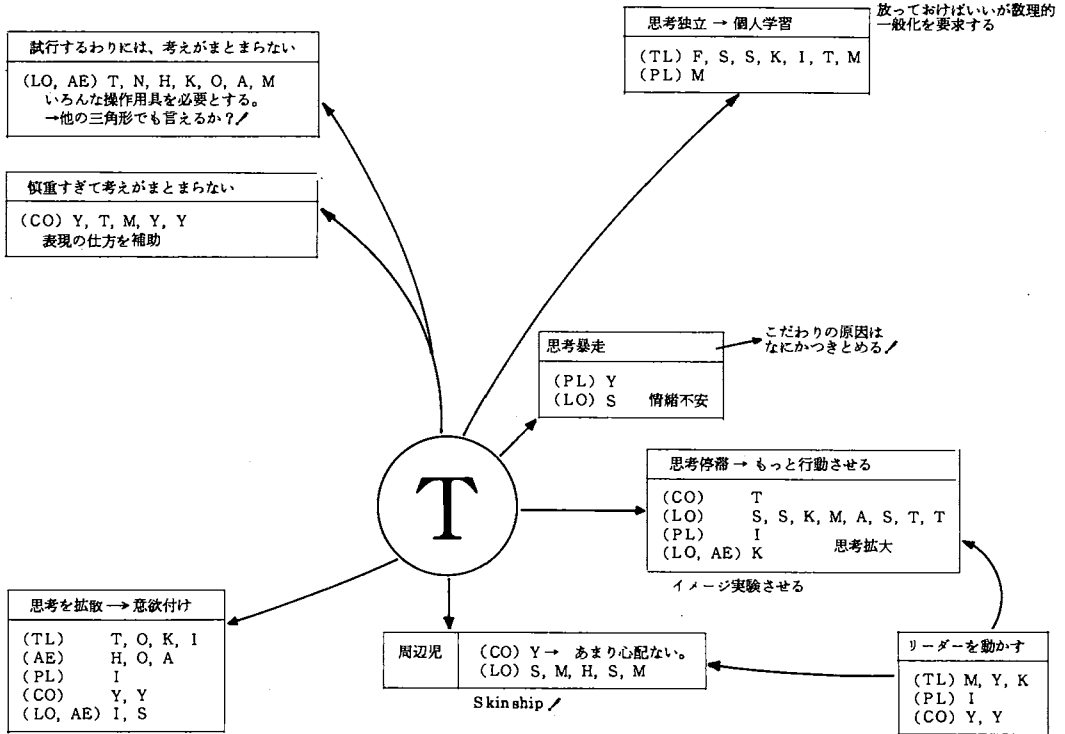 試行するわりには、考えがまとまらない
(LO, AE) T, N, H, K, O, A, M
いろんな操作用具を必要とする。
→他の三角形でも言えるか？！
慎重すぎて考えがまとまらない
(CO) Y, T, M, Y, Y
表現の仕方を補助
思考独立 → 個人学習
(TL) F, S, S, K, I, T, M
(PL) M
放っておけばいいが数理的
一般化を要求する
思考暴走
(PL) Y
(LO) S 情緒不安
こだわりの原因は
なにかつきとめる！
T
思考停滞 → もっと行動させる
(CO) T
(LO) S, S, K, M, A, S, T, T
(PL) I
(LO, AE) K 思考拡大
イメージ実験させる
思考を拡散 → 意欲付け
(TL) T, O, K, I
(AE) H, O, A
(PL) I
(CO) Y, Y
(LO, AE) I, S
周辺児
(CO) Y → あまり心配ない。
(LO) S, M, H, S, M
Skinship！
リーダーを動かす
(TL) M, Y, K
(PL) I
(CO) Y, Y